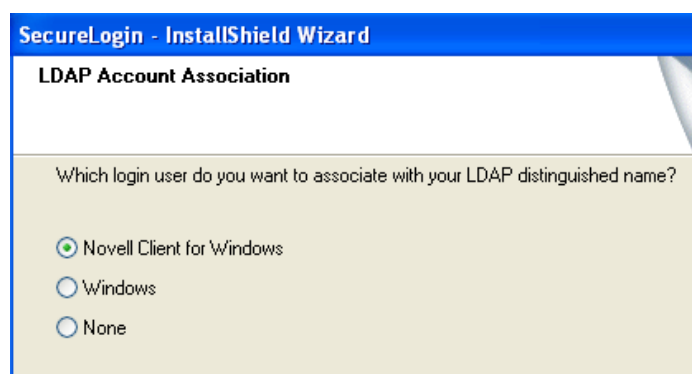 SecureLogin - InstallShield Wizard
LDAP Account Association
Which login user do you want to associate with your LDAP distinguished name?
Novell Client for Windows
Windows
None